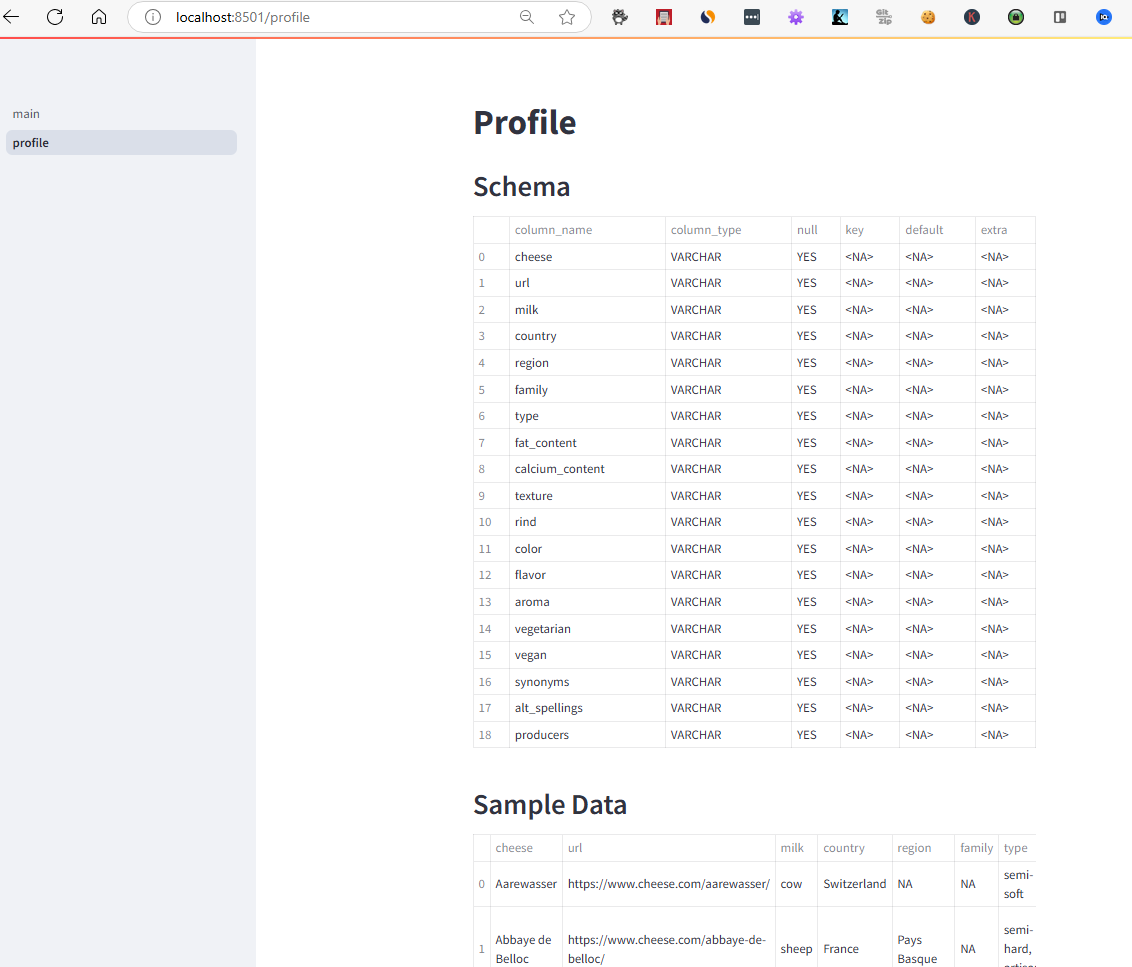 localhost:8501/profile
Git
Zip
K
IQ
main
profile
Profile
Schema
column_name column_type null key default extra
0 cheese VARCHAR YES <NA> <NA> <NA>
1 url VARCHAR YES <NA> <NA> <NA>
2 milk VARCHAR YES <NA> <NA> <NA>
3 country VARCHAR YES <NA> <NA> <NA>
4 region VARCHAR YES <NA> <NA> <NA>
5 family VARCHAR YES <NA> <NA> <NA>
6 type VARCHAR YES <NA> <NA> <NA>
7 fat_content VARCHAR YES <NA> <NA> <NA>
8 calcium_content VARCHAR YES <NA> <NA> <NA>
9 texture VARCHAR YES <NA> <NA> <NA>
10 rind VARCHAR YES <NA> <NA> <NA>
11 color VARCHAR YES <NA> <NA> <NA>
12 flavor VARCHAR YES <NA> <NA> <NA>
13 aroma VARCHAR YES <NA> <NA> <NA>
14 vegetarian VARCHAR YES <NA> <NA> <NA>
15 vegan VARCHAR YES <NA> <NA> <NA>
16 synonyms VARCHAR YES <NA> <NA> <NA>
17 alt_spellings VARCHAR YES <NA> <NA> <NA>
18 producers VARCHAR YES <NA> <NA> <NA>
Sample Data
cheese url milk country region family type
0 Aarewasser https://www.cheese.com/aarewasser/ cow Switzerland NA NA semi-
soft
semi-
Abbaye de https://www.cheese.com/abbaye-de- Pays
1 sheep France NA hard,
Belloc belloc/ Basque